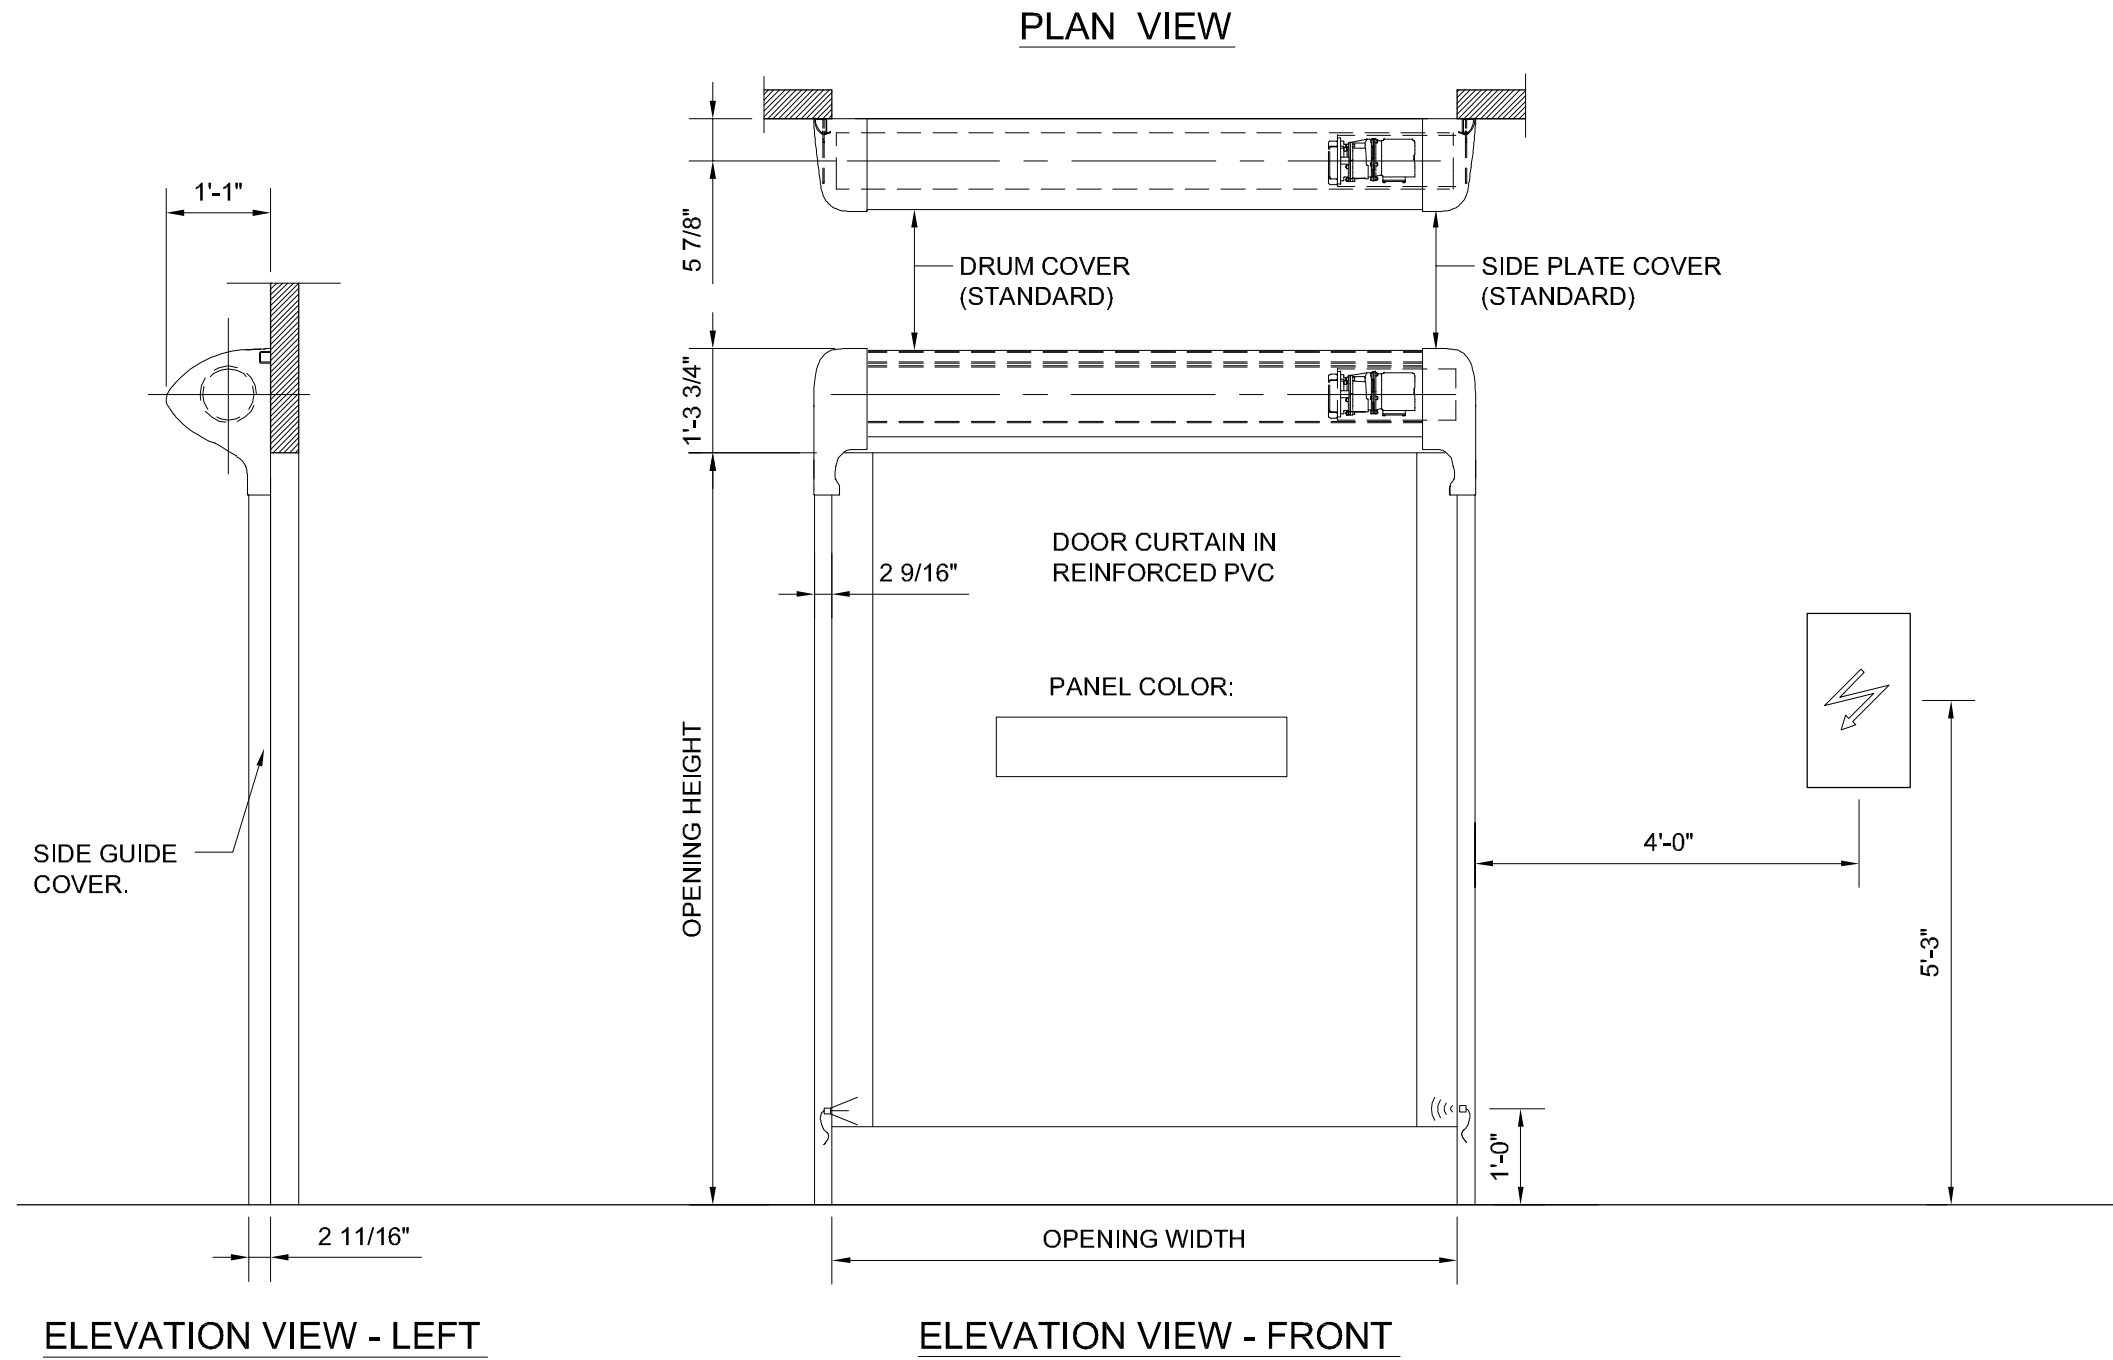 PLAN VIEW
1'-1"
5 7/8"
DRUM COVER
(STANDARD)
SIDE PLATE COVER
(STANDARD)
1'-3 3/4"
DOOR CURTAIN IN
REINFORCED PVC
2 9/16"
PANEL COLOR:
OPENING HEIGHT
SIDE GUIDE
COVER.
4'-0"
5'-3"
1'-0"
2 11/16"
OPENING WIDTH
ELEVATION VIEW - LEFT
ELEVATION VIEW - FRONT